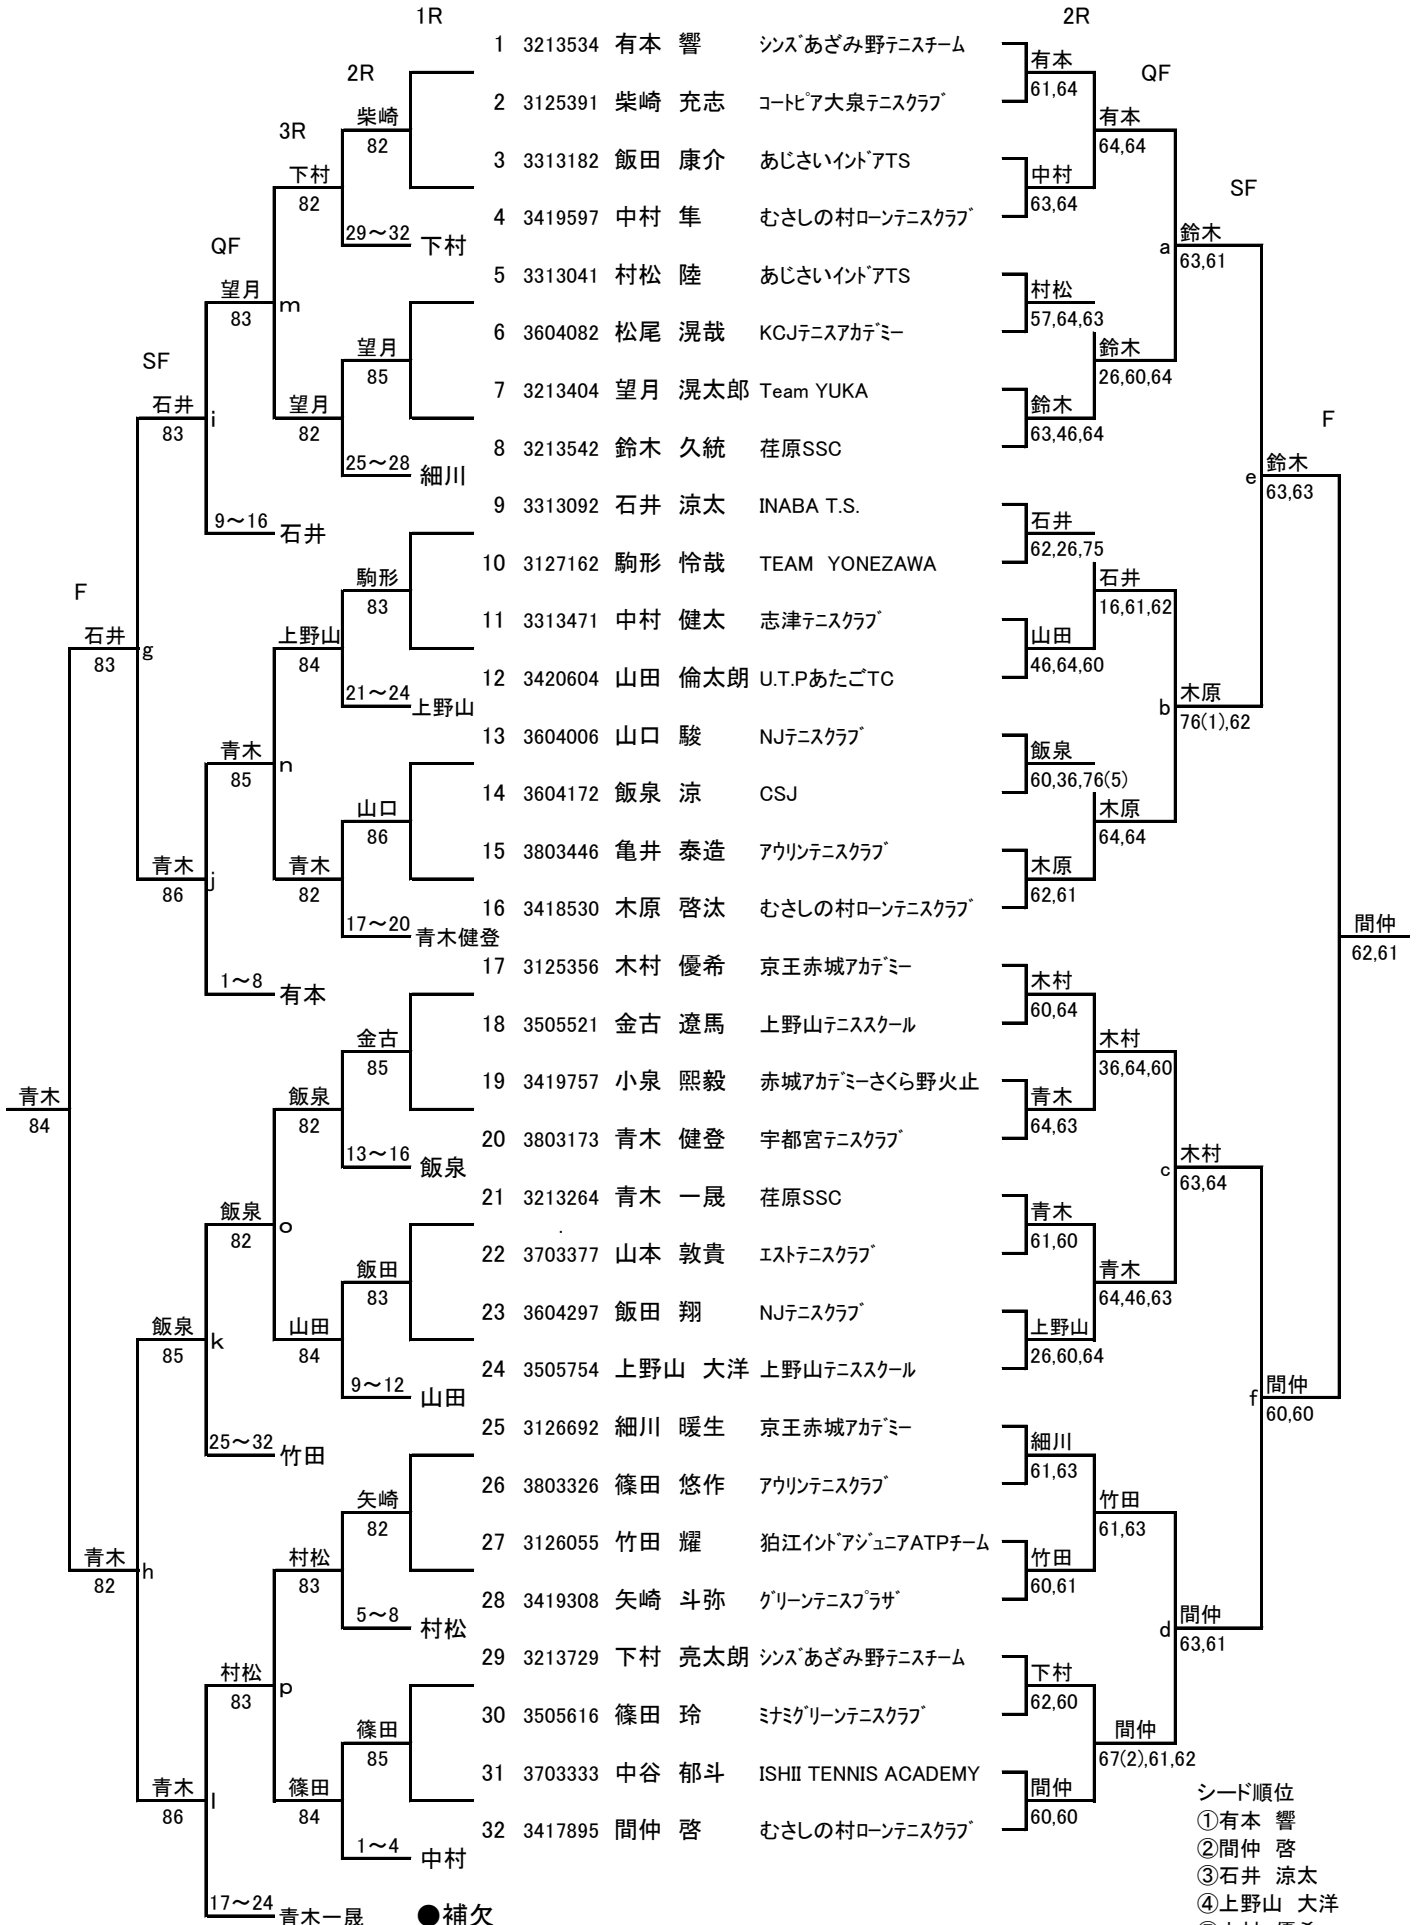 1R
2R
3R
QF
SF
F
2R
QF
SF
F
1 3213534 有本 響 シンズあざみ野テニスチーム
2 3125391 柴崎 充志 コートピア大泉テニスクラブ
3 3313182 飯田 康介 あじさいインドアTS
4 3419597 中村 隼 むさしの村ローンテニスクラブ
5 3313041 村松 陸 あじさいインドアTS
6 3604082 松尾 滉哉 KCJテニスアカデミー
7 3213404 望月 滉太郎 Team YUKA
8 3213542 鈴木 久統 荏原SSC
9 3313092 石井 涼太 INABA T.S.
10 3127162 駒形 怜哉 TEAM YONEZAWA
11 3313471 中村 健太 志津テニスクラブ
12 3420604 山田 倫太朗 U.T.PあたごTC
13 3604006 山口 駿 NJテニスクラブ
14 3604172 飯泉 涼 CSJ
15 3803446 亀井 泰造 アウリンテニスクラブ
16 3418530 木原 啓汰 むさしの村ローンテニスクラブ
17 3125356 木村 優希 京王赤城アカデミー
18 3505521 金古 遼馬 上野山テニススクール
19 3419757 小泉 熙毅 赤城アカデミーさくら野火止
20 3803173 青木 健登 宇都宮テニスクラブ
21 3213264 青木 一晟 荏原SSC
22 3703377 山本 敦貴 エストテニスクラブ
23 3604297 飯田 翔 NJテニスクラブ
24 3505754 上野山 大洋 上野山テニススクール
25 3126692 細川 暖生 京王赤城アカデミー
26 3803326 篠田 悠作 アウリンテニスクラブ
27 3126055 竹田 耀 狛江インドアジュニアATPチーム
28 3419308 矢崎 斗弥 グリーンテニスプラザ
29 3213729 下村 亮太朗 シンズあざみ野テニスチーム
30 3505616 篠田 玲 ミナミグリーンテニスクラブ
31 3703333 中谷 郁斗 ISHII TENNIS ACADEMY
32 3417895 間仲 啓 むさしの村ローンテニスクラブ
柴崎
82
下村
82
29～32 下村
望月
83
m
望月
85
望月
82
25～28 細川
石井
83
i
9～16 石井
駒形
83
上野山
84
21～24 上野山
石井
83
g
青木
85
n
山口
86
青木
82
17～20 青木健登
青木
86
j
1～8 有本
青木
84
金古
85
飯泉
82
13～16 飯泉
飯泉
82
o
飯田
83
山田
84
9～12 山田
飯泉
85
k
25～32 竹田
矢崎
82
青木
82
h
村松
83
5～8 村松
村松
83
p
篠田
85
青木
86
l
篠田
84
1～4 中村
17～24 青木一晟
有本
61,64
有本
64,64
中村
63,64
a
鈴木
63,61
村松
57,64,63
鈴木
26,60,64
鈴木
63,46,64
e
鈴木
63,63
石井
62,26,75
石井
16,61,62
山田
46,64,60
b
木原
76(1),62
飯泉
60,36,76(5)
木原
64,64
木原
62,61
間仲
62,61
木村
60,64
木村
36,64,60
青木
64,63
c
木村
63,64
青木
61,60
青木
64,46,63
上野山
26,60,64
f
間仲
60,60
細川
61,63
竹田
61,63
竹田
60,61
d
間仲
63,61
下村
62,60
間仲
67(2),61,62
間仲
60,60
シード順位
①有本 響
②間仲 啓
③石井 涼太
④上野山 大洋
●補欠